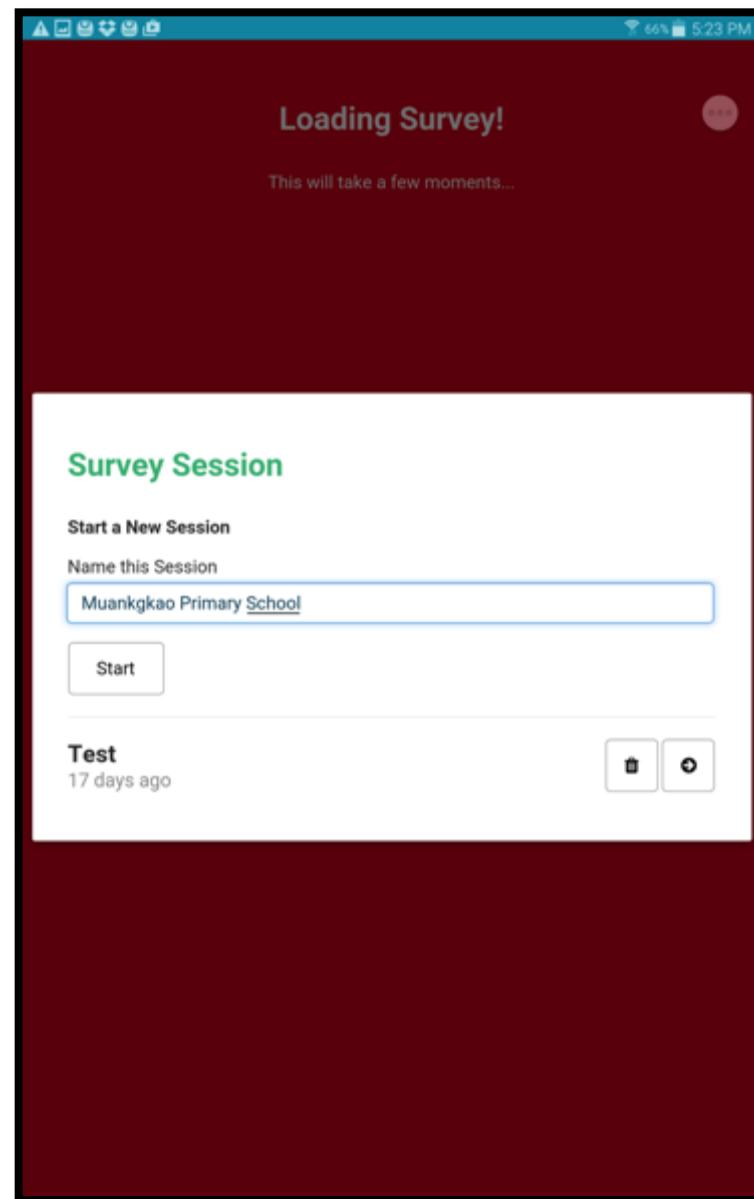 66% 5:23 PM
Loading Survey!
This will take a few moments...
Survey Session
Start a New Session
Name this Session
Muankgkao Primary School
Start
Test
17 days ago